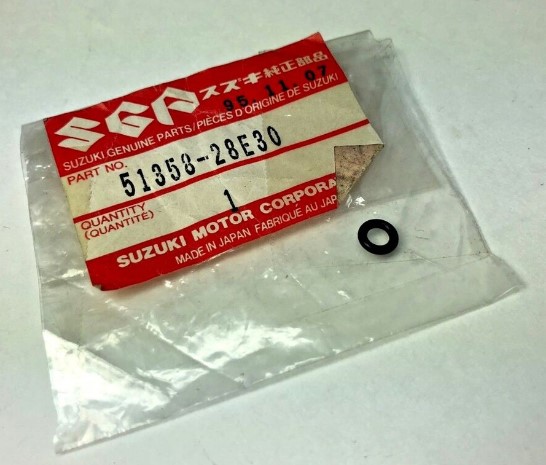 SGP スズキ純正部品
95.11.07
SUZUKI GENUINE PARTS/PIÈCES D'ORIGINE DE SUZUKI
PART NO.
51358-28E30
QUANTITY
(QUANTITÉ)
1
SUZUKI MOTOR CORPORA
MADE IN JAPAN FABRIQUÉ AU JAP